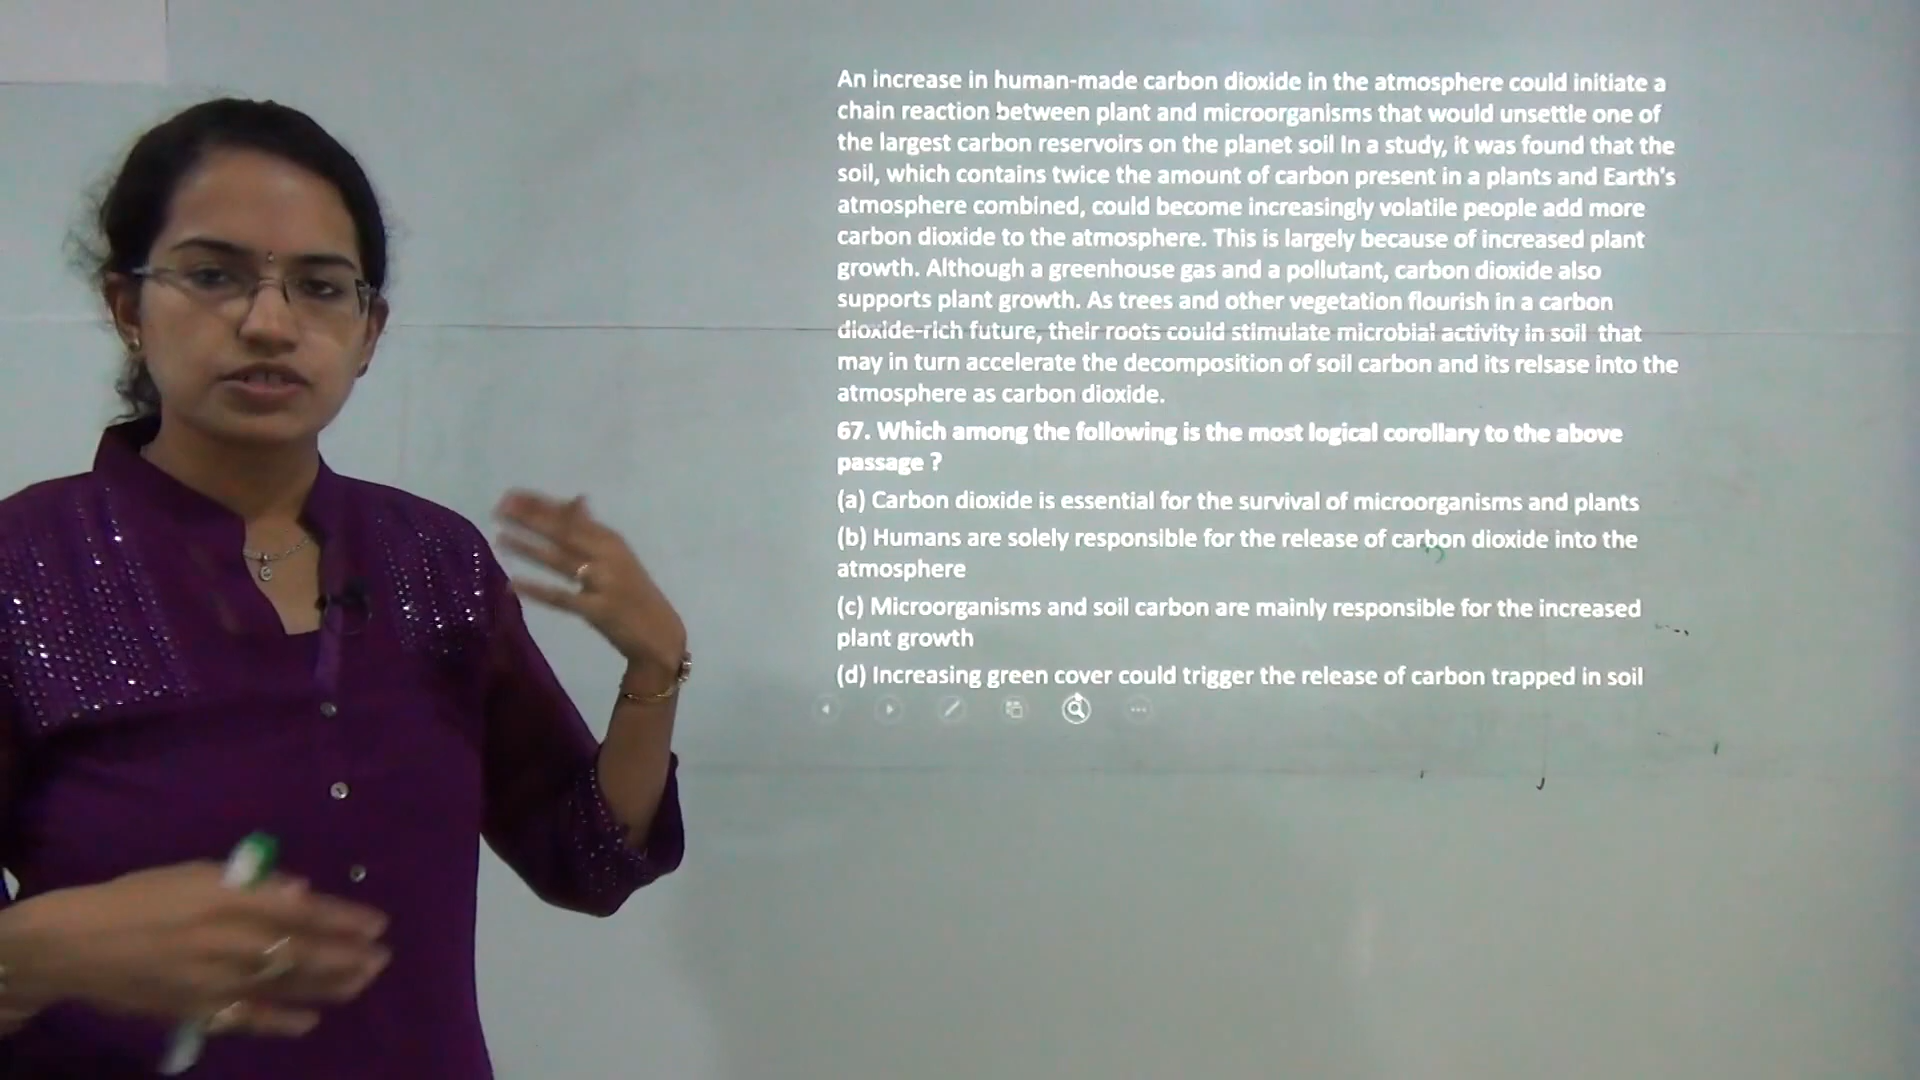 An increase in human-made carbon dioxide in the atmosphere could initiate a
chain reaction between plant and microorganisms that would unsettle one of
the largest carbon reservoirs on the planet soil In a study, it was found that the
soil, which contains twice the amount of carbon present in a plants and Earth's
atmosphere combined, could become increasingly volatile people add more
carbon dioxide to the atmosphere. This is largely because of increased plant
growth. Although a greenhouse gas and a pollutant, carbon dioxide also
supports plant growth. As trees and other vegetation flourish in a carbon
dioxide-rich future, their roots could stimulate microbial activity in soil that
may in turn accelerate the decomposition of soil carbon and its relsase into the
atmosphere as carbon dioxide.
67. Which among the following is the most logical corollary to the above
passage ?
(a) Carbon dioxide is essential for the survival of microorganisms and plants
(b) Humans are solely responsible for the release of carbon dioxide into the
atmosphere
(c) Microorganisms and soil carbon are mainly responsible for the increased
plant growth
(d) Increasing green cover could trigger the release of carbon trapped in soil